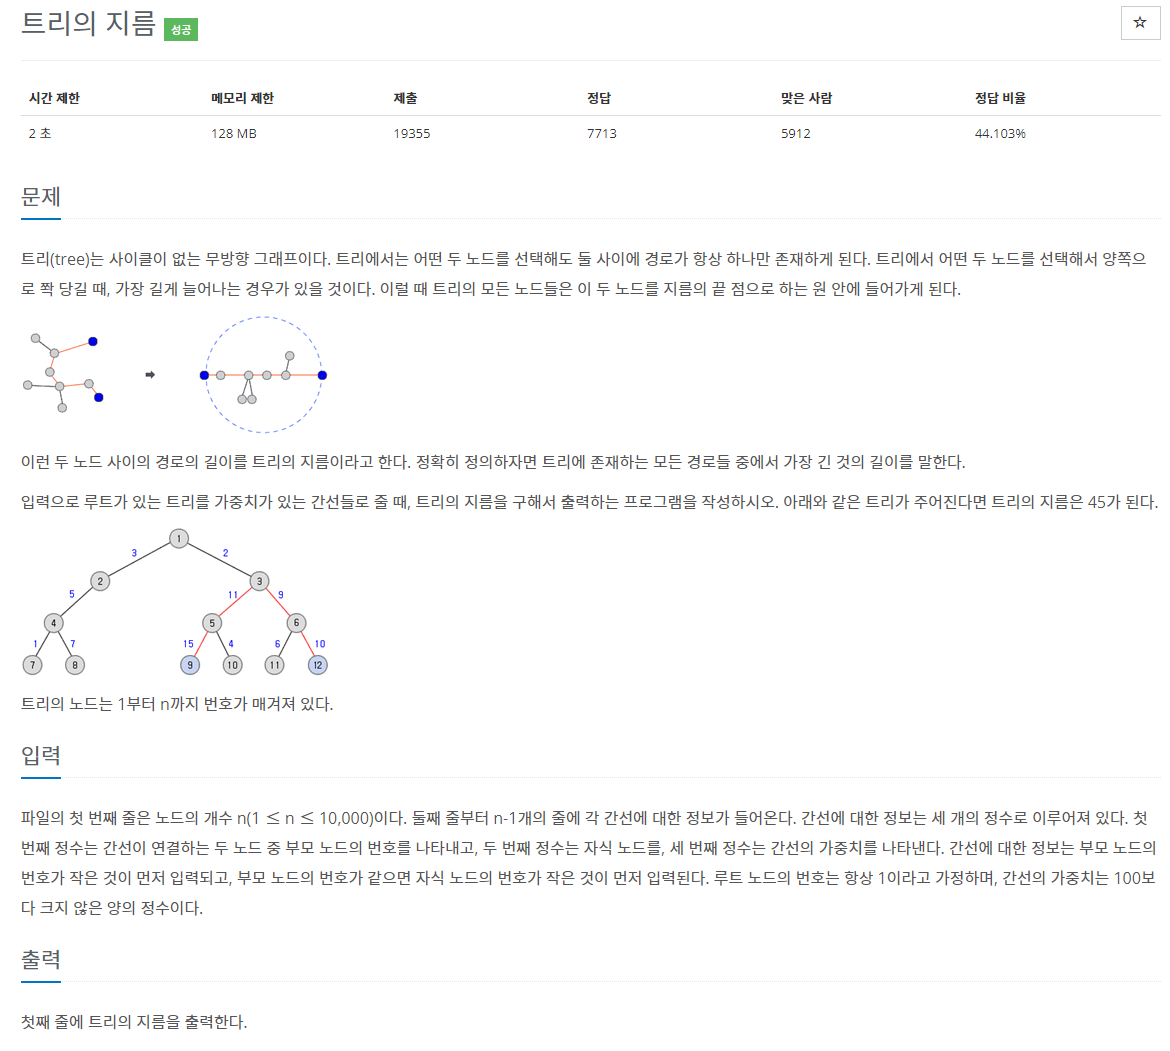 트리의 지름 성공
☆
시간 제한 메모리 제한 제출 정답 맞은 사람 정답 비율
2 초 128 MB 19355 7713 5912 44.103%
문제
트리(tree)는 사이클이 없는 무방향 그래프이다. 트리에서는 어떤 두 노드를 선택해도 둘 사이에 경로가 항상 하나만 존재하게 된다. 트리에서 어떤 두 노드를 선택해서 양쪽으
로 쫙 당길 때, 가장 길게 늘어나는 경우가 있을 것이다. 이럴 때 트리의 모든 노드들은 이 두 노드를 지름의 끝 점으로 하는 원 안에 들어가게 된다.
이런 두 노드 사이의 경로의 길이를 트리의 지름이라고 한다. 정확히 정의하자면 트리에 존재하는 모든 경로들 중에서 가장 긴 것의 길이를 말한다.
입력으로 루트가 있는 트리를 가중치가 있는 간선들로 줄 때, 트리의 지름을 구해서 출력하는 프로그램을 작성하시오. 아래와 같은 트리가 주어진다면 트리의 지름은 45가 된다.
1
3 2
2 3
5 11 9
4 5 6
1 7 15 4 6 10
7 8 9 10 11 12
트리의 노드는 1부터 n까지 번호가 매겨져 있다.
입력
파일의 첫 번째 줄은 노드의 개수 n(1 ≤ n ≤ 10,000)이다. 둘째 줄부터 n-1개의 줄에 각 간선에 대한 정보가 들어온다. 간선에 대한 정보는 세 개의 정수로 이루어져 있다. 첫
번째 정수는 간선이 연결하는 두 노드 중 부모 노드의 번호를 나타내고, 두 번째 정수는 자식 노드를, 세 번째 정수는 간선의 가중치를 나타낸다. 간선에 대한 정보는 부모 노드의
번호가 작은 것이 먼저 입력되고, 부모 노드의 번호가 같으면 자식 노드의 번호가 작은 것이 먼저 입력된다. 루트 노드의 번호는 항상 1이라고 가정하며, 간선의 가중치는 100보
다 크지 않은 양의 정수이다.
출력
첫째 줄에 트리의 지름을 출력한다.